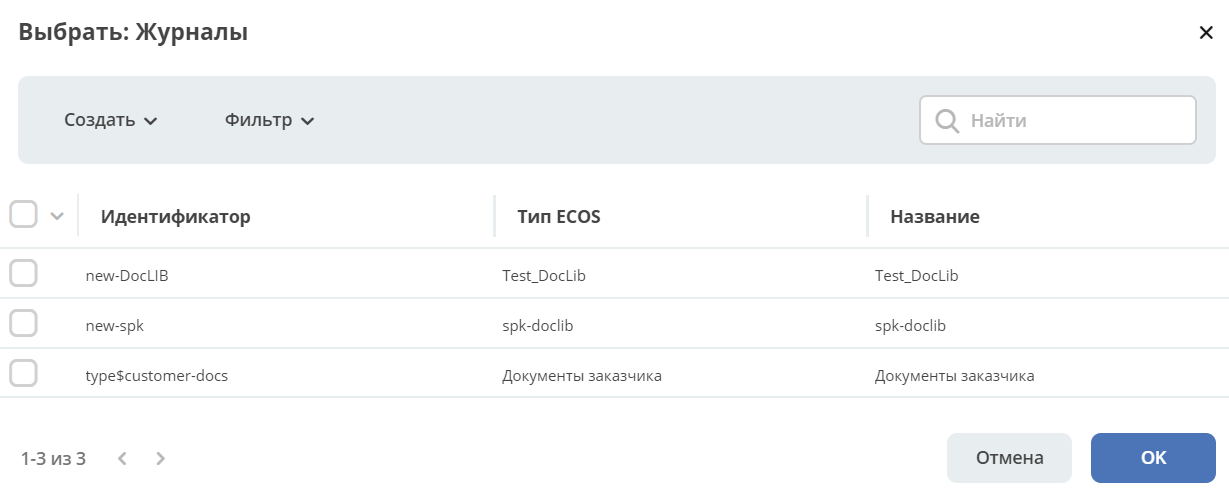 Выбрать: Журналы
Создать Фильтр Найти
Идентификатор Тип ECOS Название
new-DocLIB Test_DocLib Test_DocLib
new-spk spk-doclib spk-doclib
type$customer-docs Документы заказчика Документы заказчика
1-3 из 3 Отмена OK